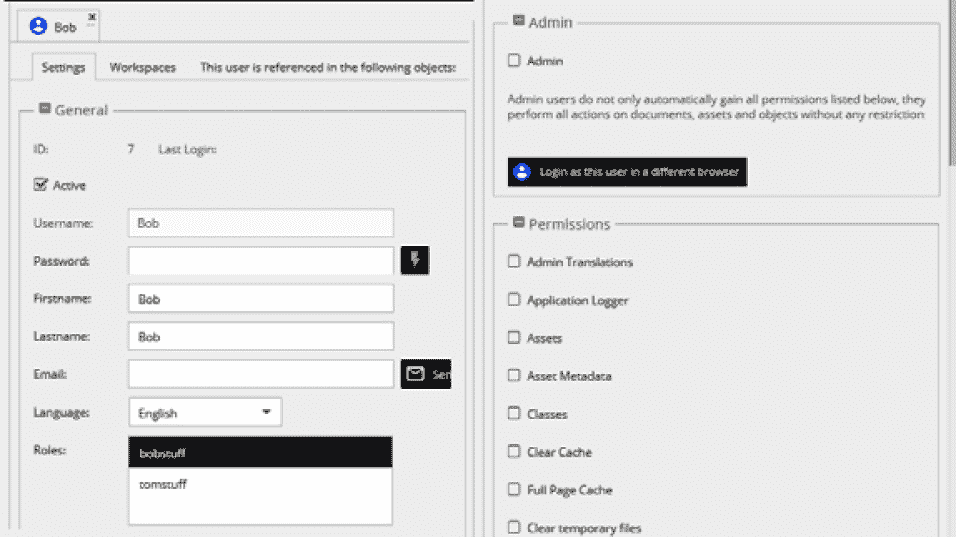 Bob
Settings
Workspaces
This user is referenced in the following objects:
General
ID:
7
Last Login:
Active
Username:
Bob
Password:
Firstname:
Bob
Lastname:
Bob
Email:
Sen
Language:
English
Roles:
bobstuff
tomstuff
Admin
Admin
Admin users do not only automatically gain all permissions listed below, they
perform all actions on documents, assets and objects without any restriction
Login as this user in a different browser
Permissions
Admin Translations
Application Logger
Assets
Asset Metadata
Classes
Clear Cache
Full Page Cache
Clear temporary files